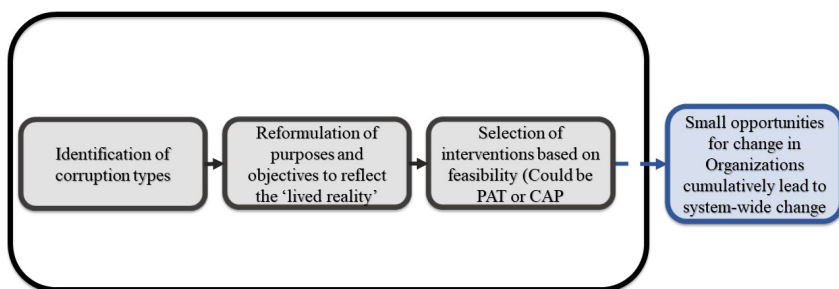 Identification of
corruption types
Reformulation of
purposes and
objectives to reflect
the ‘lived reality’
Selection of
interventions based on
feasibility (Could be
PAT or CAP
Small opportunities
for change in
Organizations
cumulatively lead to
system-wide change